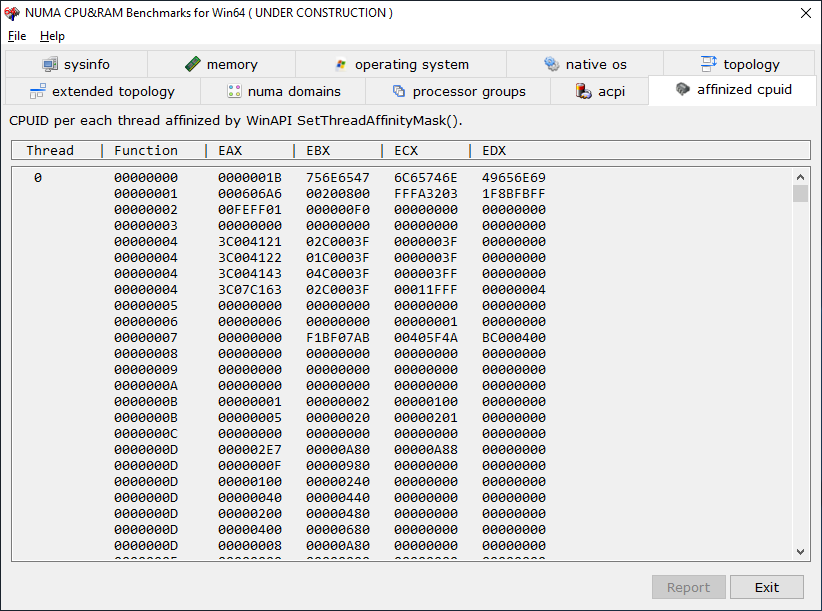 NUMA CPU&RAM Benchmarks for Win64 ( UNDER CONSTRUCTION )
File Help
sysinfo memory operating system native os topology
extended topology numa domains processor groups acpi affinized cpuid
CPUID per each thread affinized by WinAPI SetThreadAffinityMask().
Thread Function EAX EBX ECX EDX
0 00000000 0000001B 756E6547 6C65746E 49656E69
00000001 000606A6 00200800 FFFA3203 1F8BFBFF
00000002 00FEFF01 000000F0 00000000 00000000
00000003 00000000 00000000 00000000 00000000
00000004 3C004121 02C0003F 0000003F 00000000
00000004 3C004122 01C0003F 0000003F 00000000
00000004 3C004143 04C0003F 000003FF 00000000
00000004 3C07C163 02C0003F 00011FFF 00000004
00000005 00000000 00000000 00000000 00000000
00000006 00000006 00000000 00000001 00000000
00000007 00000000 F1BF07AB 00405F4A BC000400
00000008 00000000 00000000 00000000 00000000
00000009 00000000 00000000 00000000 00000000
0000000A 00000000 00000000 00000000 00000000
0000000B 00000001 00000002 00000100 00000000
0000000B 00000005 00000020 00000201 00000000
0000000C 00000000 00000000 00000000 00000000
0000000D 000002E7 00000A80 00000A88 00000000
0000000D 0000000F 00000980 00000000 00000000
0000000D 00000100 00000240 00000000 00000000
0000000D 00000040 00000440 00000000 00000000
0000000D 00000200 00000480 00000000 00000000
0000000D 00000400 00000680 00000000 00000000
0000000D 00000008 00000A80 00000000 00000000
Report Exit